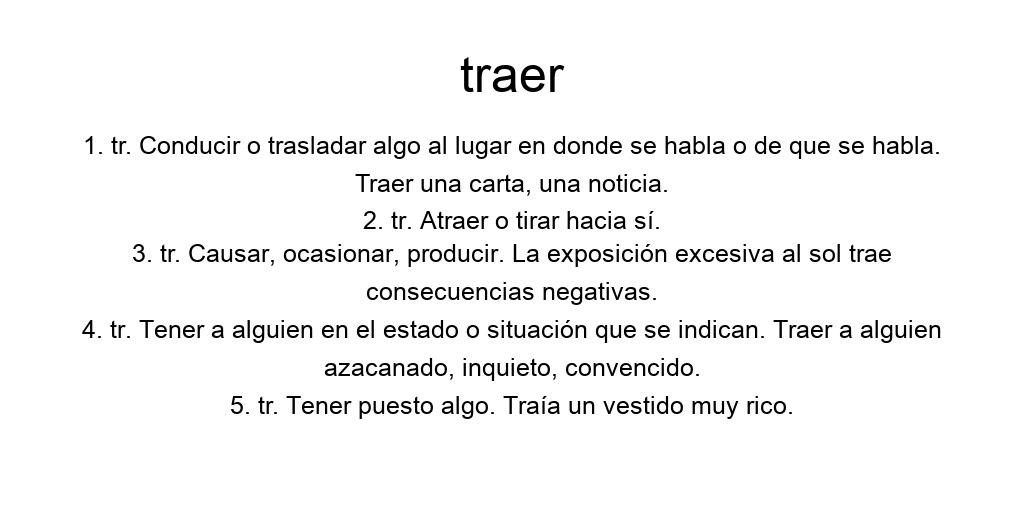 traer
1. tr. Conducir o trasladar algo al lugar en donde se habla o de que se habla.
Traer una carta, una noticia.
2. tr. Atraer o tirar hacia sí.
3. tr. Causar, ocasionar, producir. La exposición excesiva al sol trae
consecuencias negativas.
4. tr. Tener a alguien en el estado o situación que se indican. Traer a alguien
azacanado, inquieto, convencido.
5. tr. Tener puesto algo. Traía un vestido muy rico.